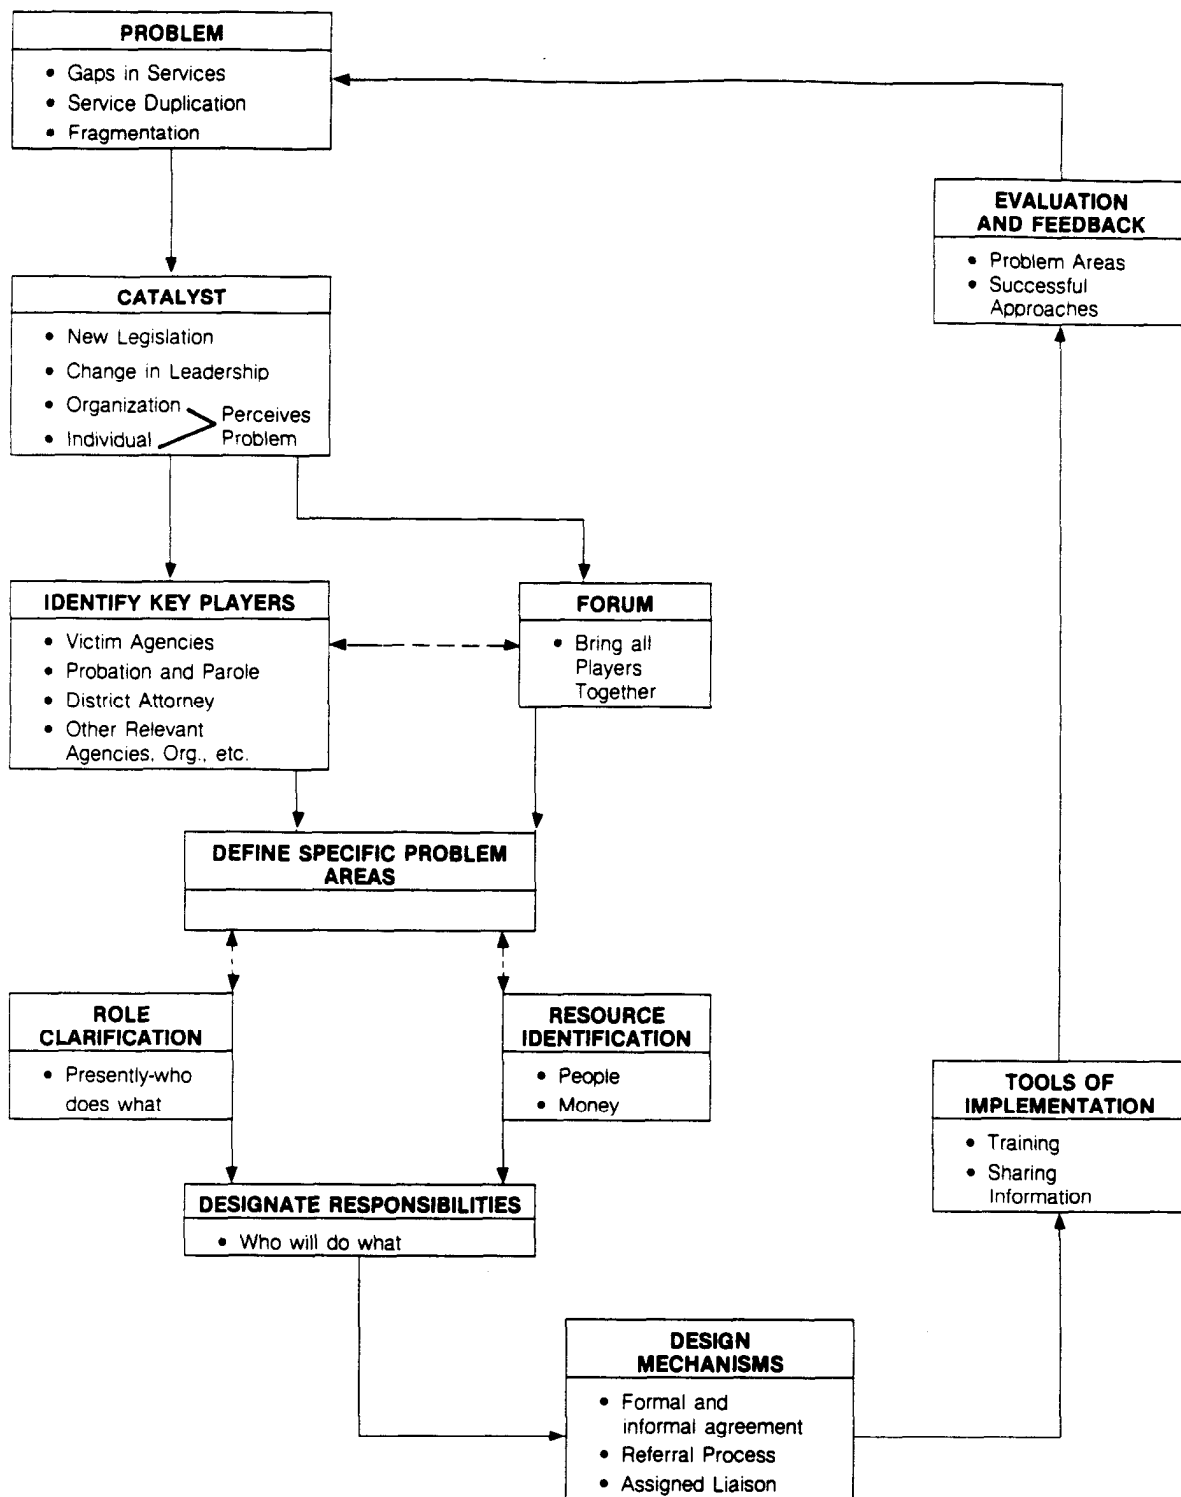 PROBLEM
• Gaps in Services
• Service Duplication
• Fragmentation
EVALUATION
AND FEEDBACK
• Problem Areas
• Successful
Approaches
CATALYST
• New Legislation
• Change in Leadership
• Organization
• Individual
Perceives
Problem
IDENTIFY KEY PLAYERS
• Victim Agencies
• Probation and Parole
• District Attorney
• Other Relevant
Agencies, Org., etc.
FORUM
• Bring all
Players
Together
DEFINE SPECIFIC PROBLEM
AREAS
ROLE
CLARIFICATION
• Presently-who
does what
RESOURCE
IDENTIFICATION
• People
• Money
TOOLS OF
IMPLEMENTATION
• Training
• Sharing
Information
DESIGNATE RESPONSIBILITIES
• Who will do what
DESIGN
MECHANISMS
• Formal and
informal agreement
• Referral Process
• Assigned Liaison